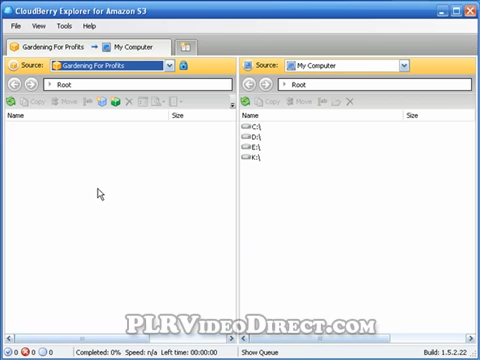 CloudBerry Explorer for Amazon S3
File View Tools Help
Gardening For Profits → My Computer
Source: Gardening For Profits
Source: My Computer
Root
Root
Copy Move
Copy Move
Name Size
Name Size
C:\
D:\
E:\
K:\
PLRVideoDirect.com
0 0 0 Completed: 0% Speed: n/a Left time: 00:00:00 Show Queue Build: 1.5.2.22